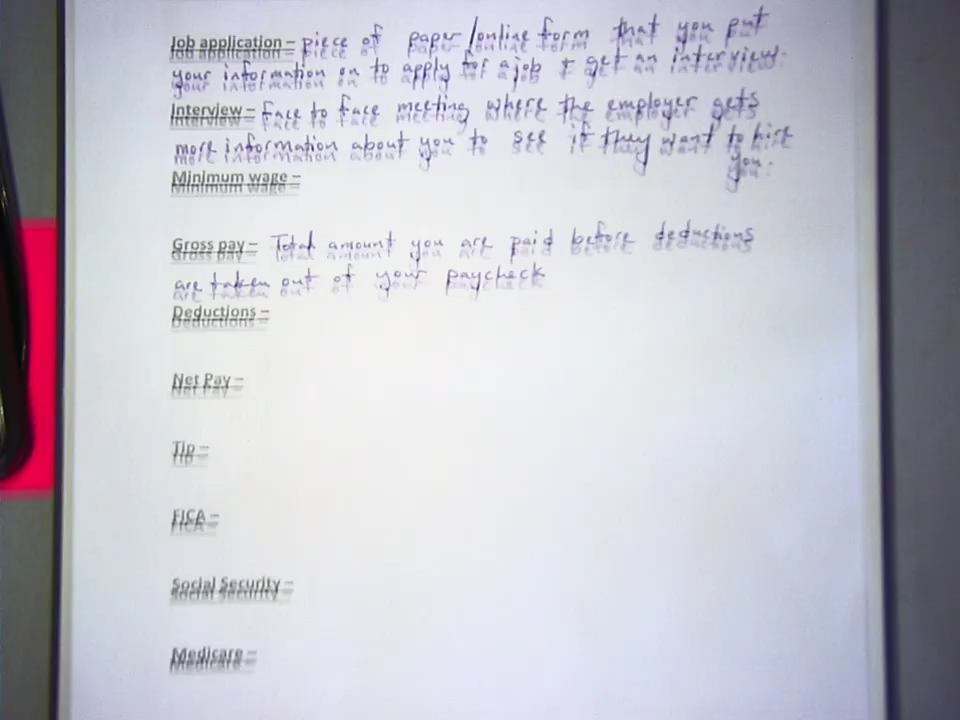 Job application – piece of paper/online form that you put
your information on to apply for a job & get an interview.
Interview – Face to face meeting where the employer gets
more information about you to see if they want to hire
you.
Minimum wage –
Gross pay – Total amount you are paid before deductions
are taken out of your paycheck
Deductions –
Net Pay –
Tip –
FICA –
Social Security –
Medicare –